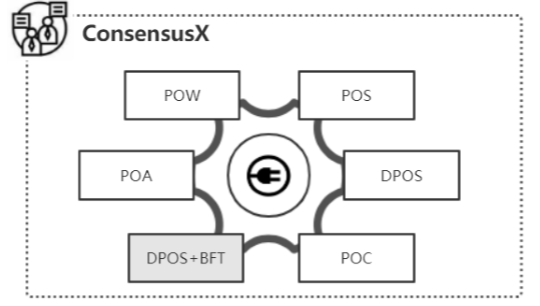 ConsensusX
POW
POS
POA
DPOS
DPOS+BFT
POC